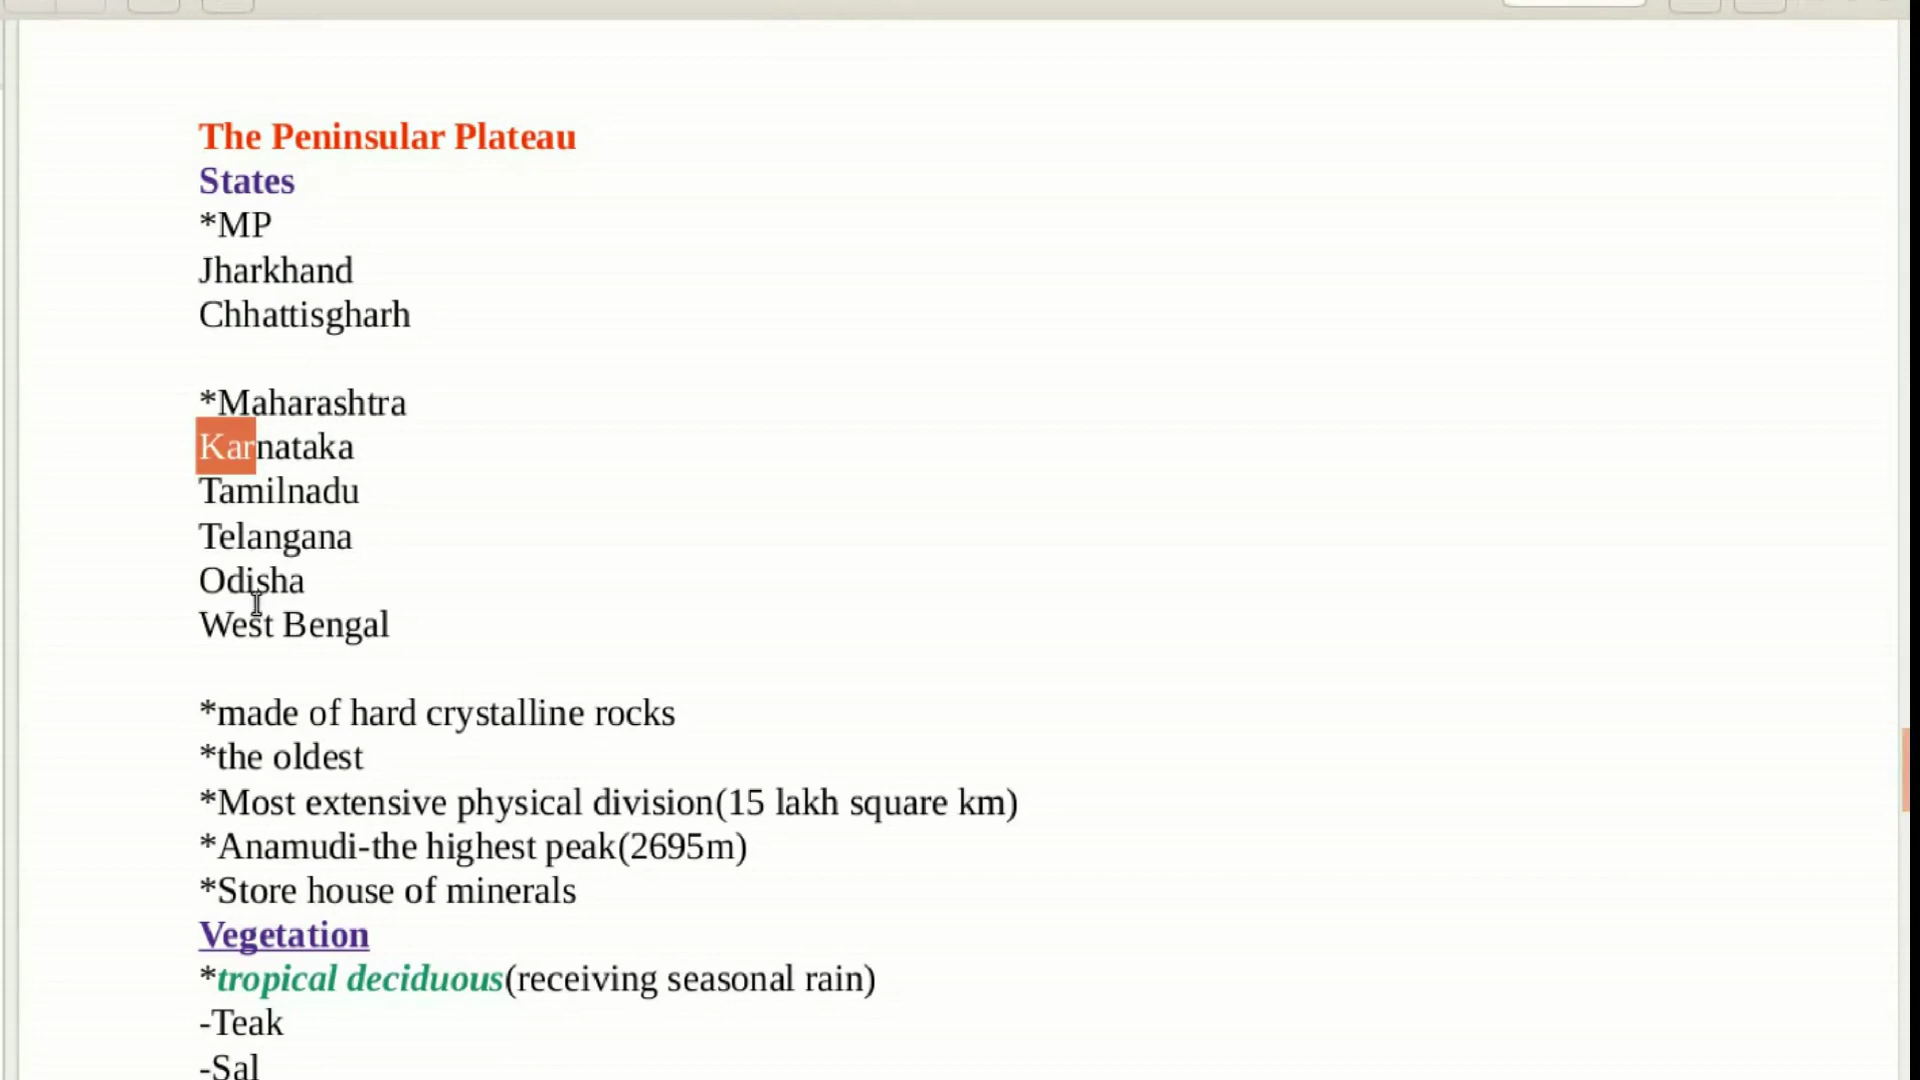 The Peninsular Plateau
States
*MP
Jharkhand
Chhattisgharh
*Maharashtra
Karnataka
Tamilnadu
Telangana
Odisha
West Bengal
*made of hard crystalline rocks
*the oldest
*Most extensive physical division(15 lakh square km)
*Anamudi-the highest peak(2695m)
*Store house of minerals
Vegetation
*tropical deciduous(receiving seasonal rain)
-Teak
-Sal